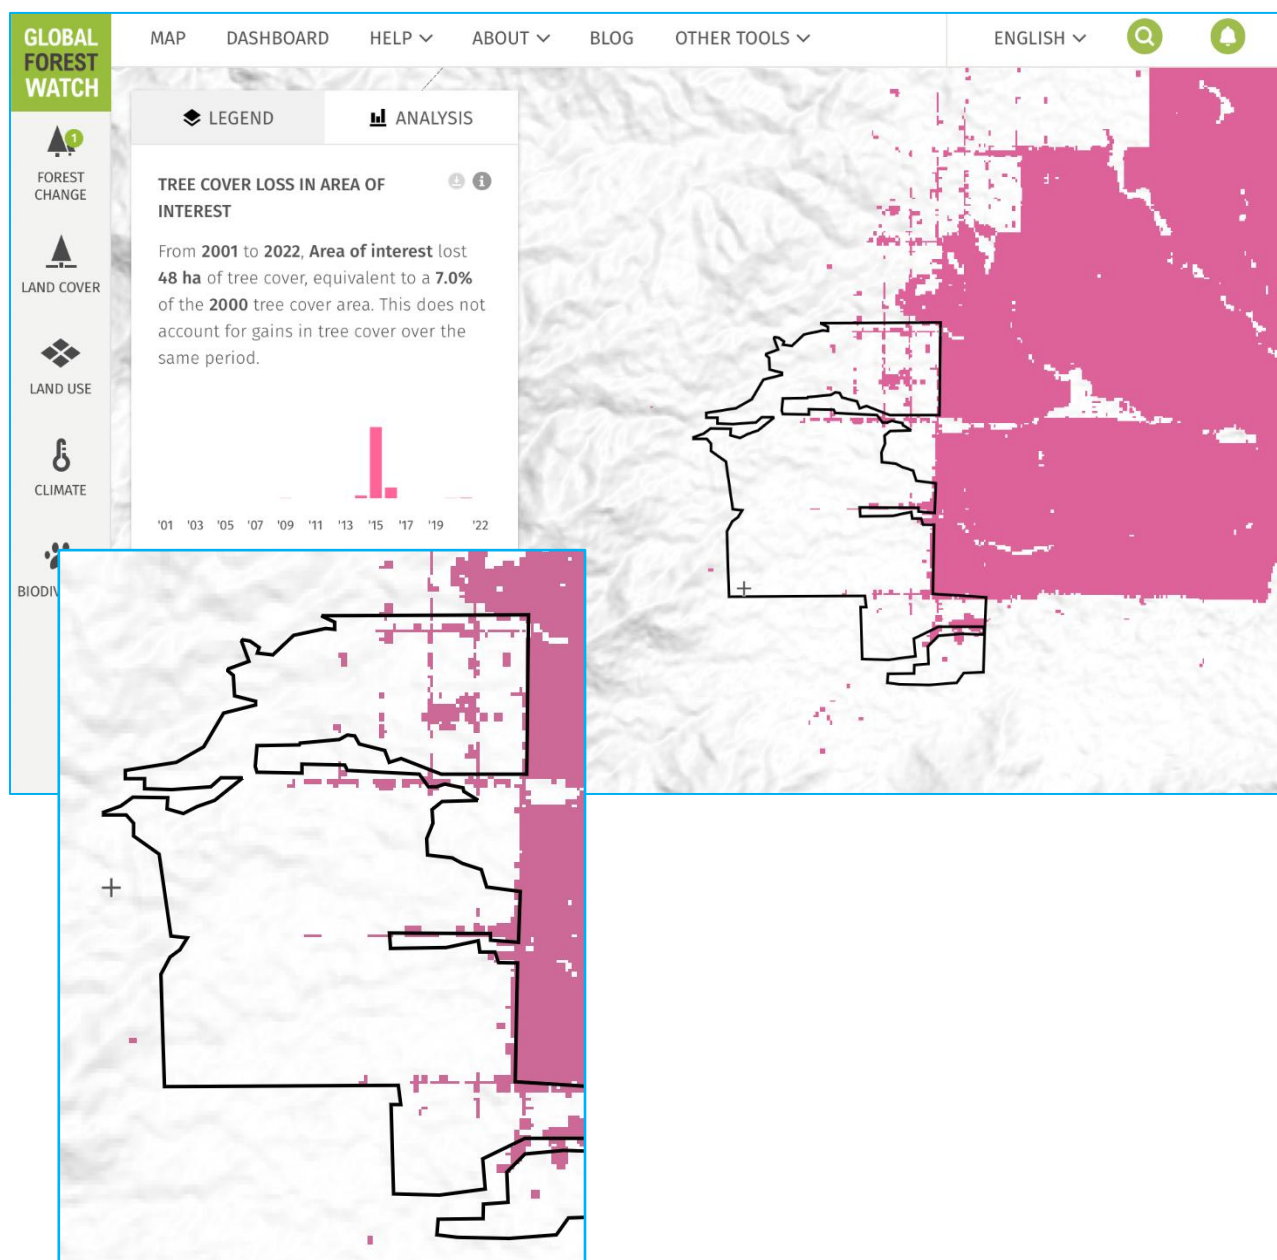 GLOBAL
FOREST
WATCH
MAP DASHBOARD HELP ABOUT BLOG OTHER TOOLS ENGLISH
1
FOREST
CHANGE
LAND COVER
LAND USE
CLIMATE
BIODIV
LEGEND ANALYSIS
TREE COVER LOSS IN AREA OF
INTEREST
From 2001 to 2022, Area of interest lost
48 ha of tree cover, equivalent to a 7.0%
of the 2000 tree cover area. This does not
account for gains in tree cover over the
same period.
'01 '03 '05 '07 '09 '11 '13 '15 '17 '19 '22